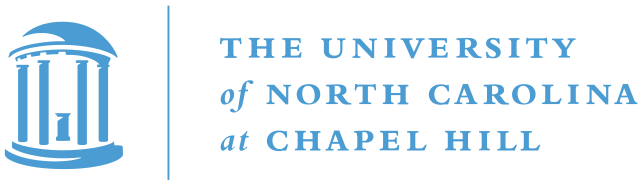 THE UNIVERSITY
of NORTH CAROLINA
at CHAPEL HILL